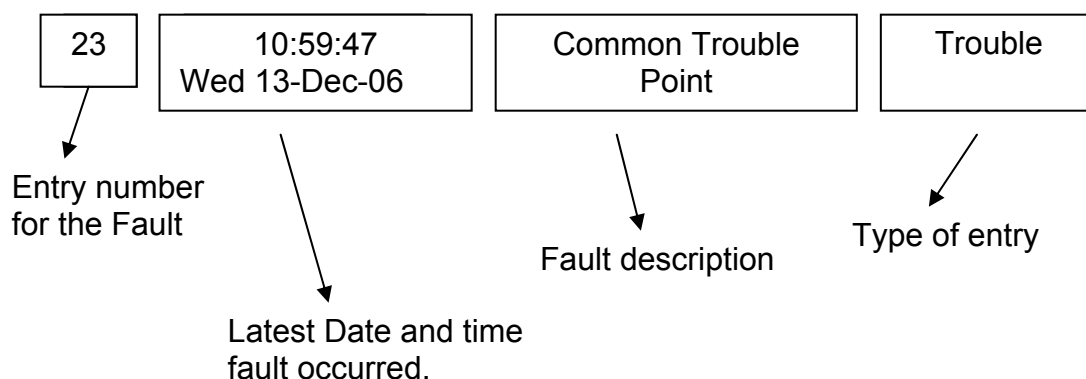 23
10:59:47
Wed 13-Dec-06
Common Trouble
Point
Trouble
Entry number
for the Fault
Latest Date and time
fault occurred.
Fault description
Type of entry